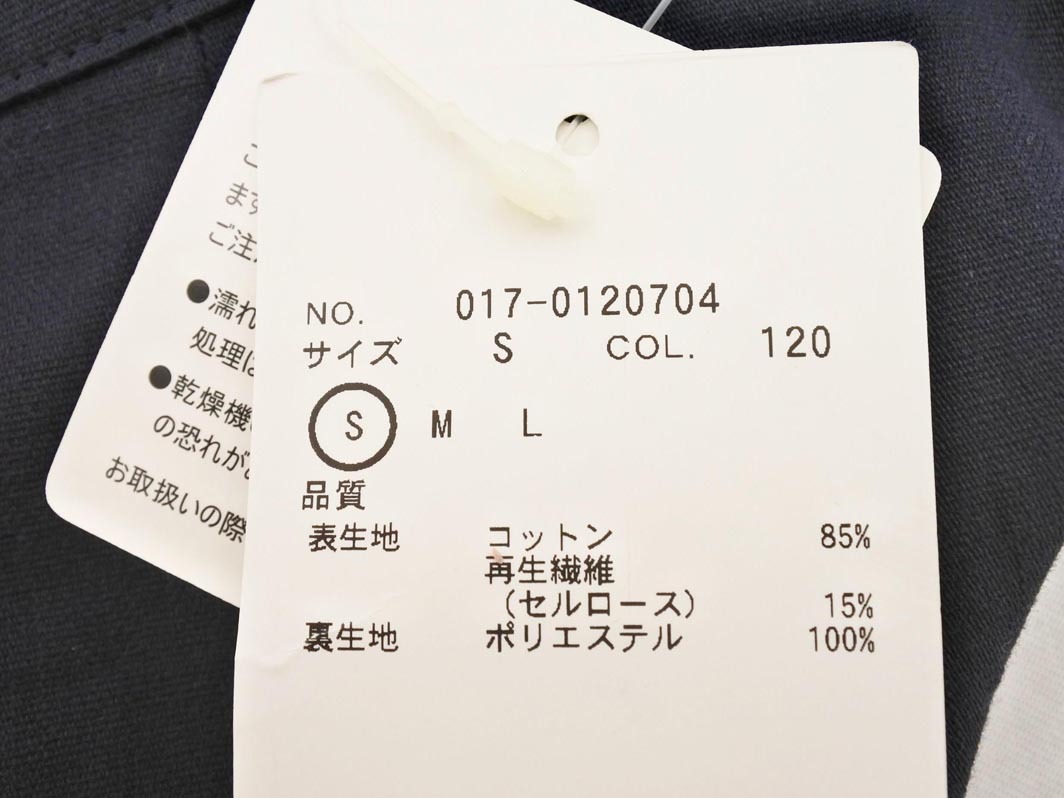 NO. 017-0120704
サイズ S COL. 120
S M L
品質
表生地 コットン 85%
再生繊維
（セルロース） 15%
裏生地 ポリエステル 100%
ます
ご注
●濡れ
処理は
●乾燥機
の恐れが
お取扱いの際